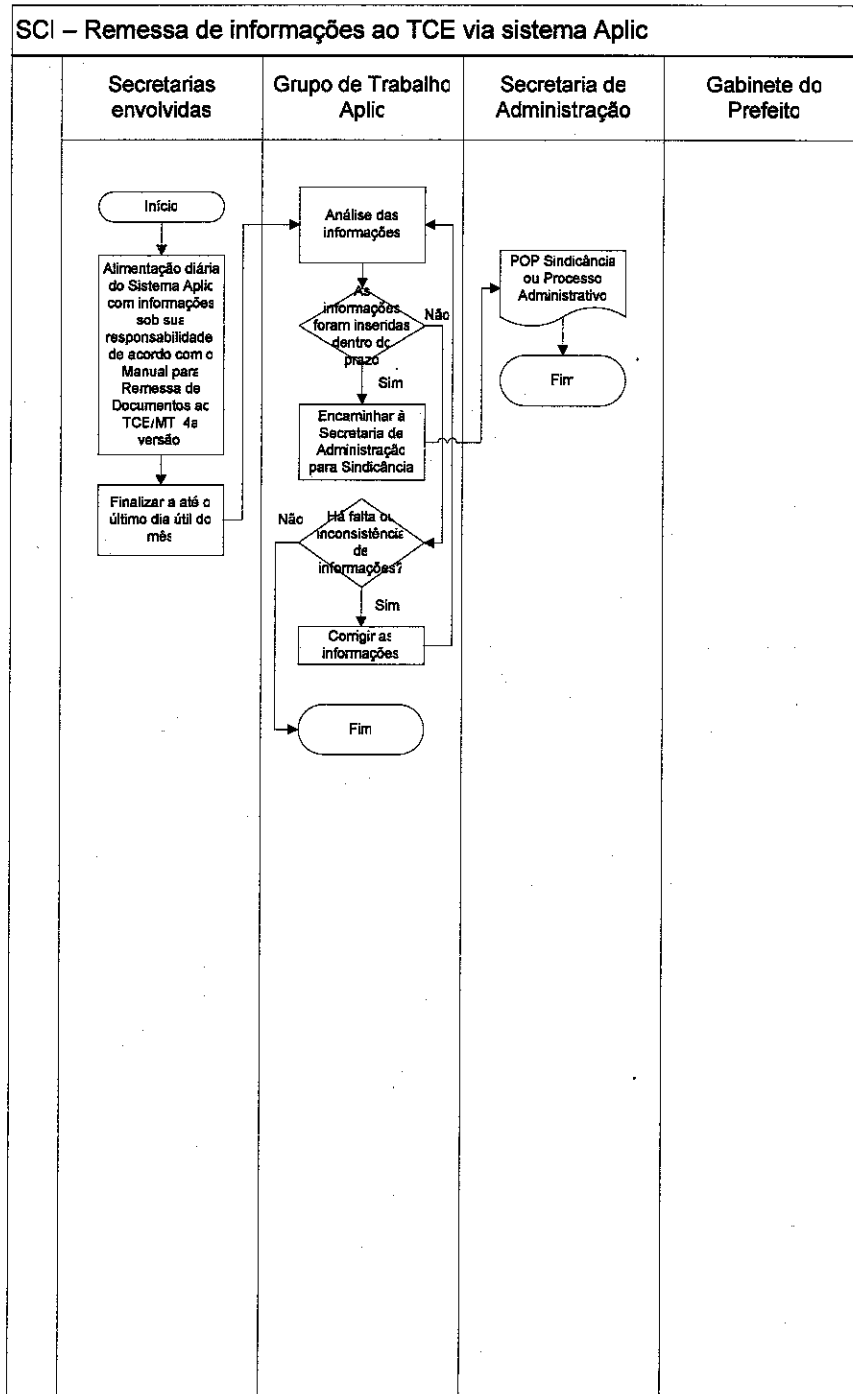 SCI – Remessa de informações ao TCE via sistema Aplic
Secretarias
envolvidas
Grupo de Trabalho
Aplic
Secretaria de
Administração
Gabinete do
Prefeito
Início
Alimentação diária
do Sistema Aplic
com informações
sob sua
responsabilidade
de acordo com o
Manual para
Remessa de
Documentos ao
TCE/MT 4a
versão
Finalizar a até o
último dia útil do
mês
Análise das
informações
As
informações
foram inseridas
dentro do
prazo
Não
Sim
Encaminhar à
Secretaria de
Administração
para Sindicância
Não
Há falta ou
inconsistência
de
informações?
Sim
Corrigir as
informações
Fim
POP Sindicância
ou Processo
Administrativo
Fim